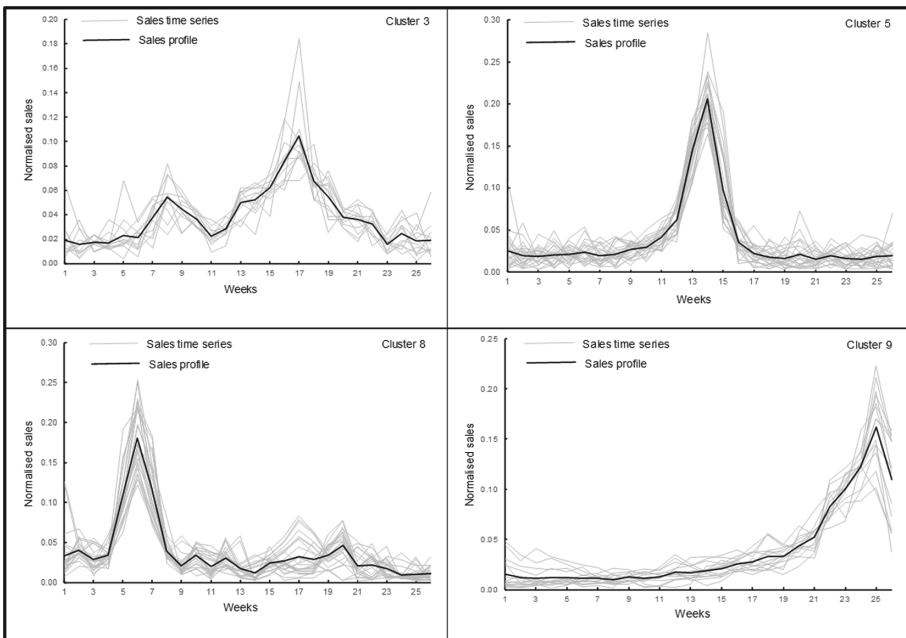 Cluster 3
Sales time series
Sales profile
Normalised sales
0.20
0.18
0.16
0.14
0.12
0.10
0.08
0.06
0.04
0.02
0.00
1 3 5 7 9 11 13 15 17 19 21 23 25
Weeks
Cluster 5
Sales time series
Sales profile
Normalised sales
0.30
0.25
0.20
0.15
0.10
0.05
0.00
1 3 5 7 9 11 13 15 17 19 21 23 25
Weeks
Cluster 8
Sales time series
Sales profile
Normalised sales
0.30
0.25
0.20
0.15
0.10
0.05
0.00
1 3 5 7 9 11 13 15 17 19 21 23 25
Weeks
Cluster 9
Sales time series
Sales profile
Normalised sales
0.25
0.20
0.15
0.10
0.05
0.00
1 3 5 7 9 11 13 15 17 19 21 23 25
Weeks